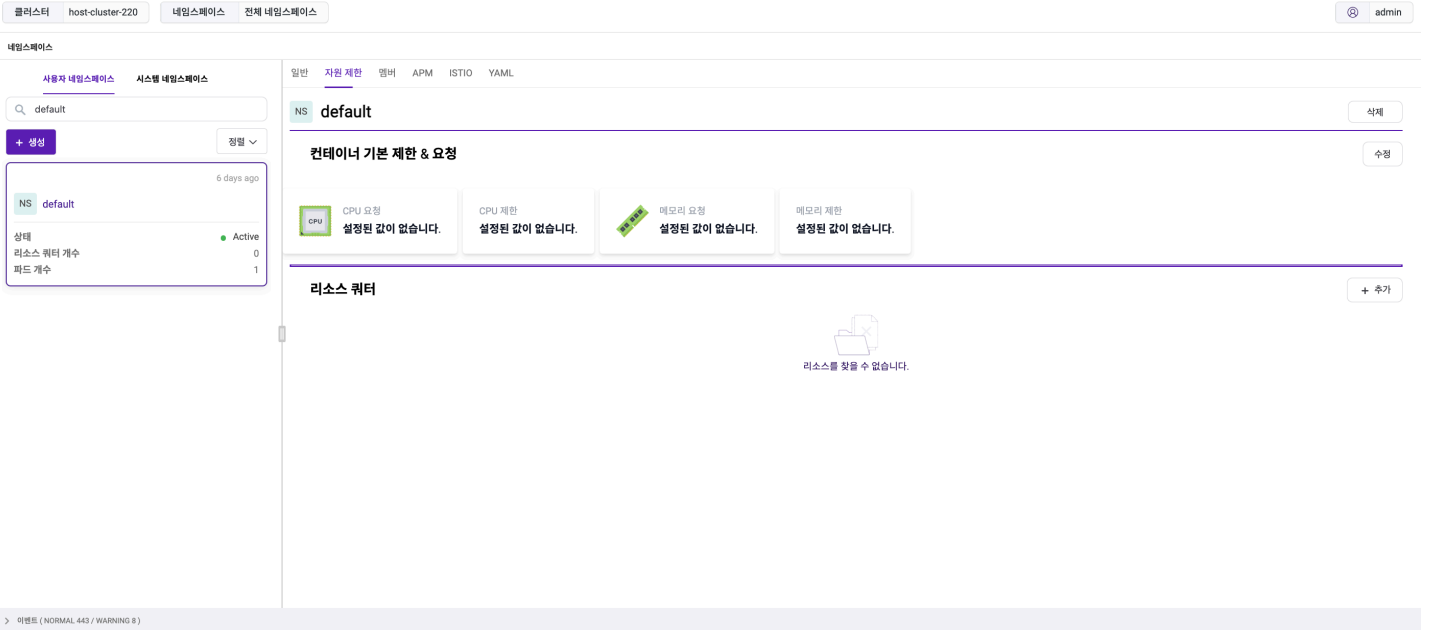 클러스터 host-cluster-220 네임스페이스 전체 네임스페이스 admin
네임스페이스
사용자 네임스페이스 시스템 네임스페이스
일반 자원 제한 멤버 APM ISTIO YAML
default
NS default 삭제
+ 생성 정렬
컨테이너 기본 제한 & 요청 수정
6 days ago
NS default
CPU CPU 요청 CPU 제한 메모리 요청 메모리 제한
설정된 값이 없습니다. 설정된 값이 없습니다. 설정된 값이 없습니다. 설정된 값이 없습니다.
상태 Active
리소스 쿼터 개수 0
파드 개수 1
리소스 쿼터 + 추가
리소스를 찾을 수 없습니다.
이벤트 ( NORMAL 443 / WARNING 8 )